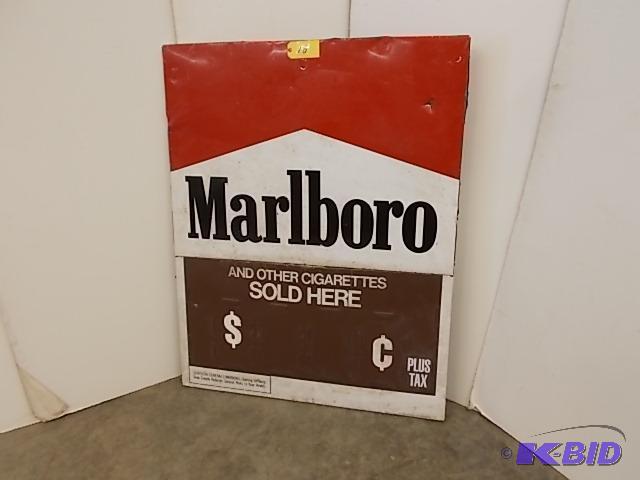 Marlboro
AND OTHER CIGARETTES
SOLD HERE
$ ¢
PLUS
TAX
© K-BID